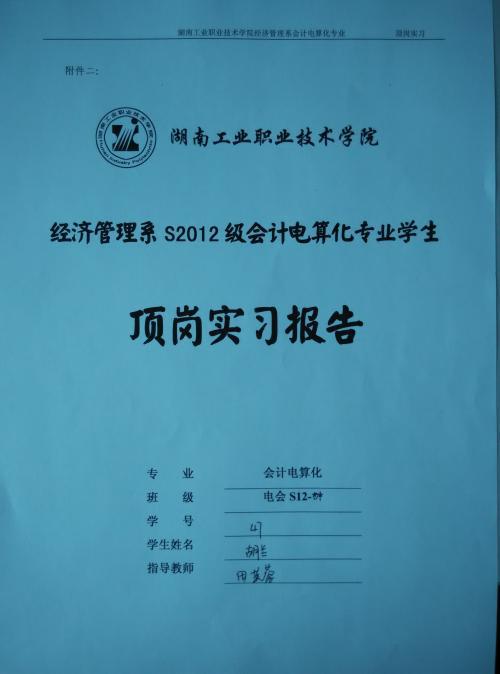 湖南工业职业技术学院经济管理系会计电算化专业 顶岗实习
附件二:
湖南工业职业技术学院
经济管理系 S2012 级会计电算化专业学生
顶岗实习报告
专 业 会计电算化
班 级 电会 S12-
学 号 47
学生姓名 胡兰
指导教师 田